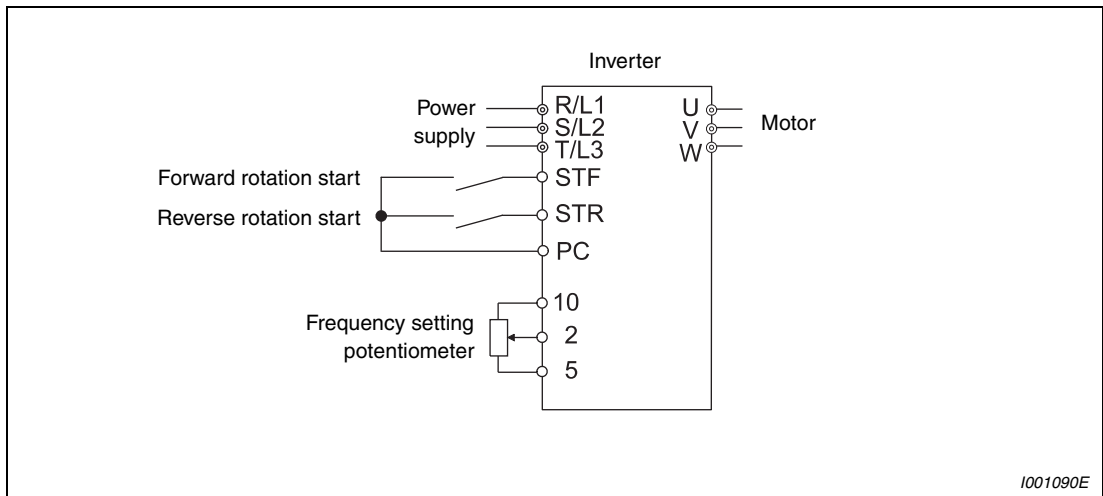 Inverter
Power
supply
R/L1
S/L2
T/L3
U
V
W
Motor
Forward rotation start
STF
Reverse rotation start
STR
PC
Frequency setting
potentiometer
10
2
5
I001090E